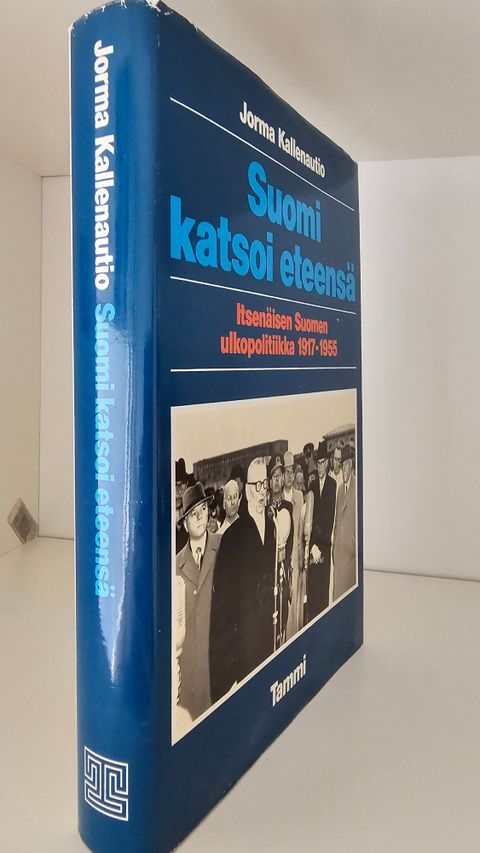 Jorma Kallenautio Suomi katsoi eteensä
Jorma Kallenautio
Suomi
katsoi eteensä
Itsenäisen Suomen
ulkopolitiikka 1917-1955
Tammi